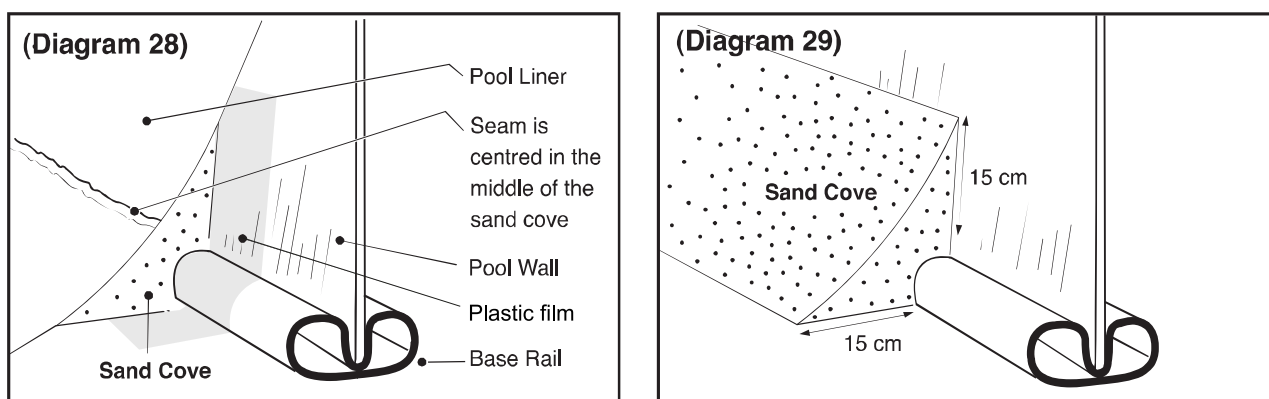 (Diagram 28)
Pool Liner
Seam is
centred in the
middle of the
sand cove
Pool Wall
Plastic film
Base Rail
Sand Cove
(Diagram 29)
15 cm
Sand Cove
15 cm